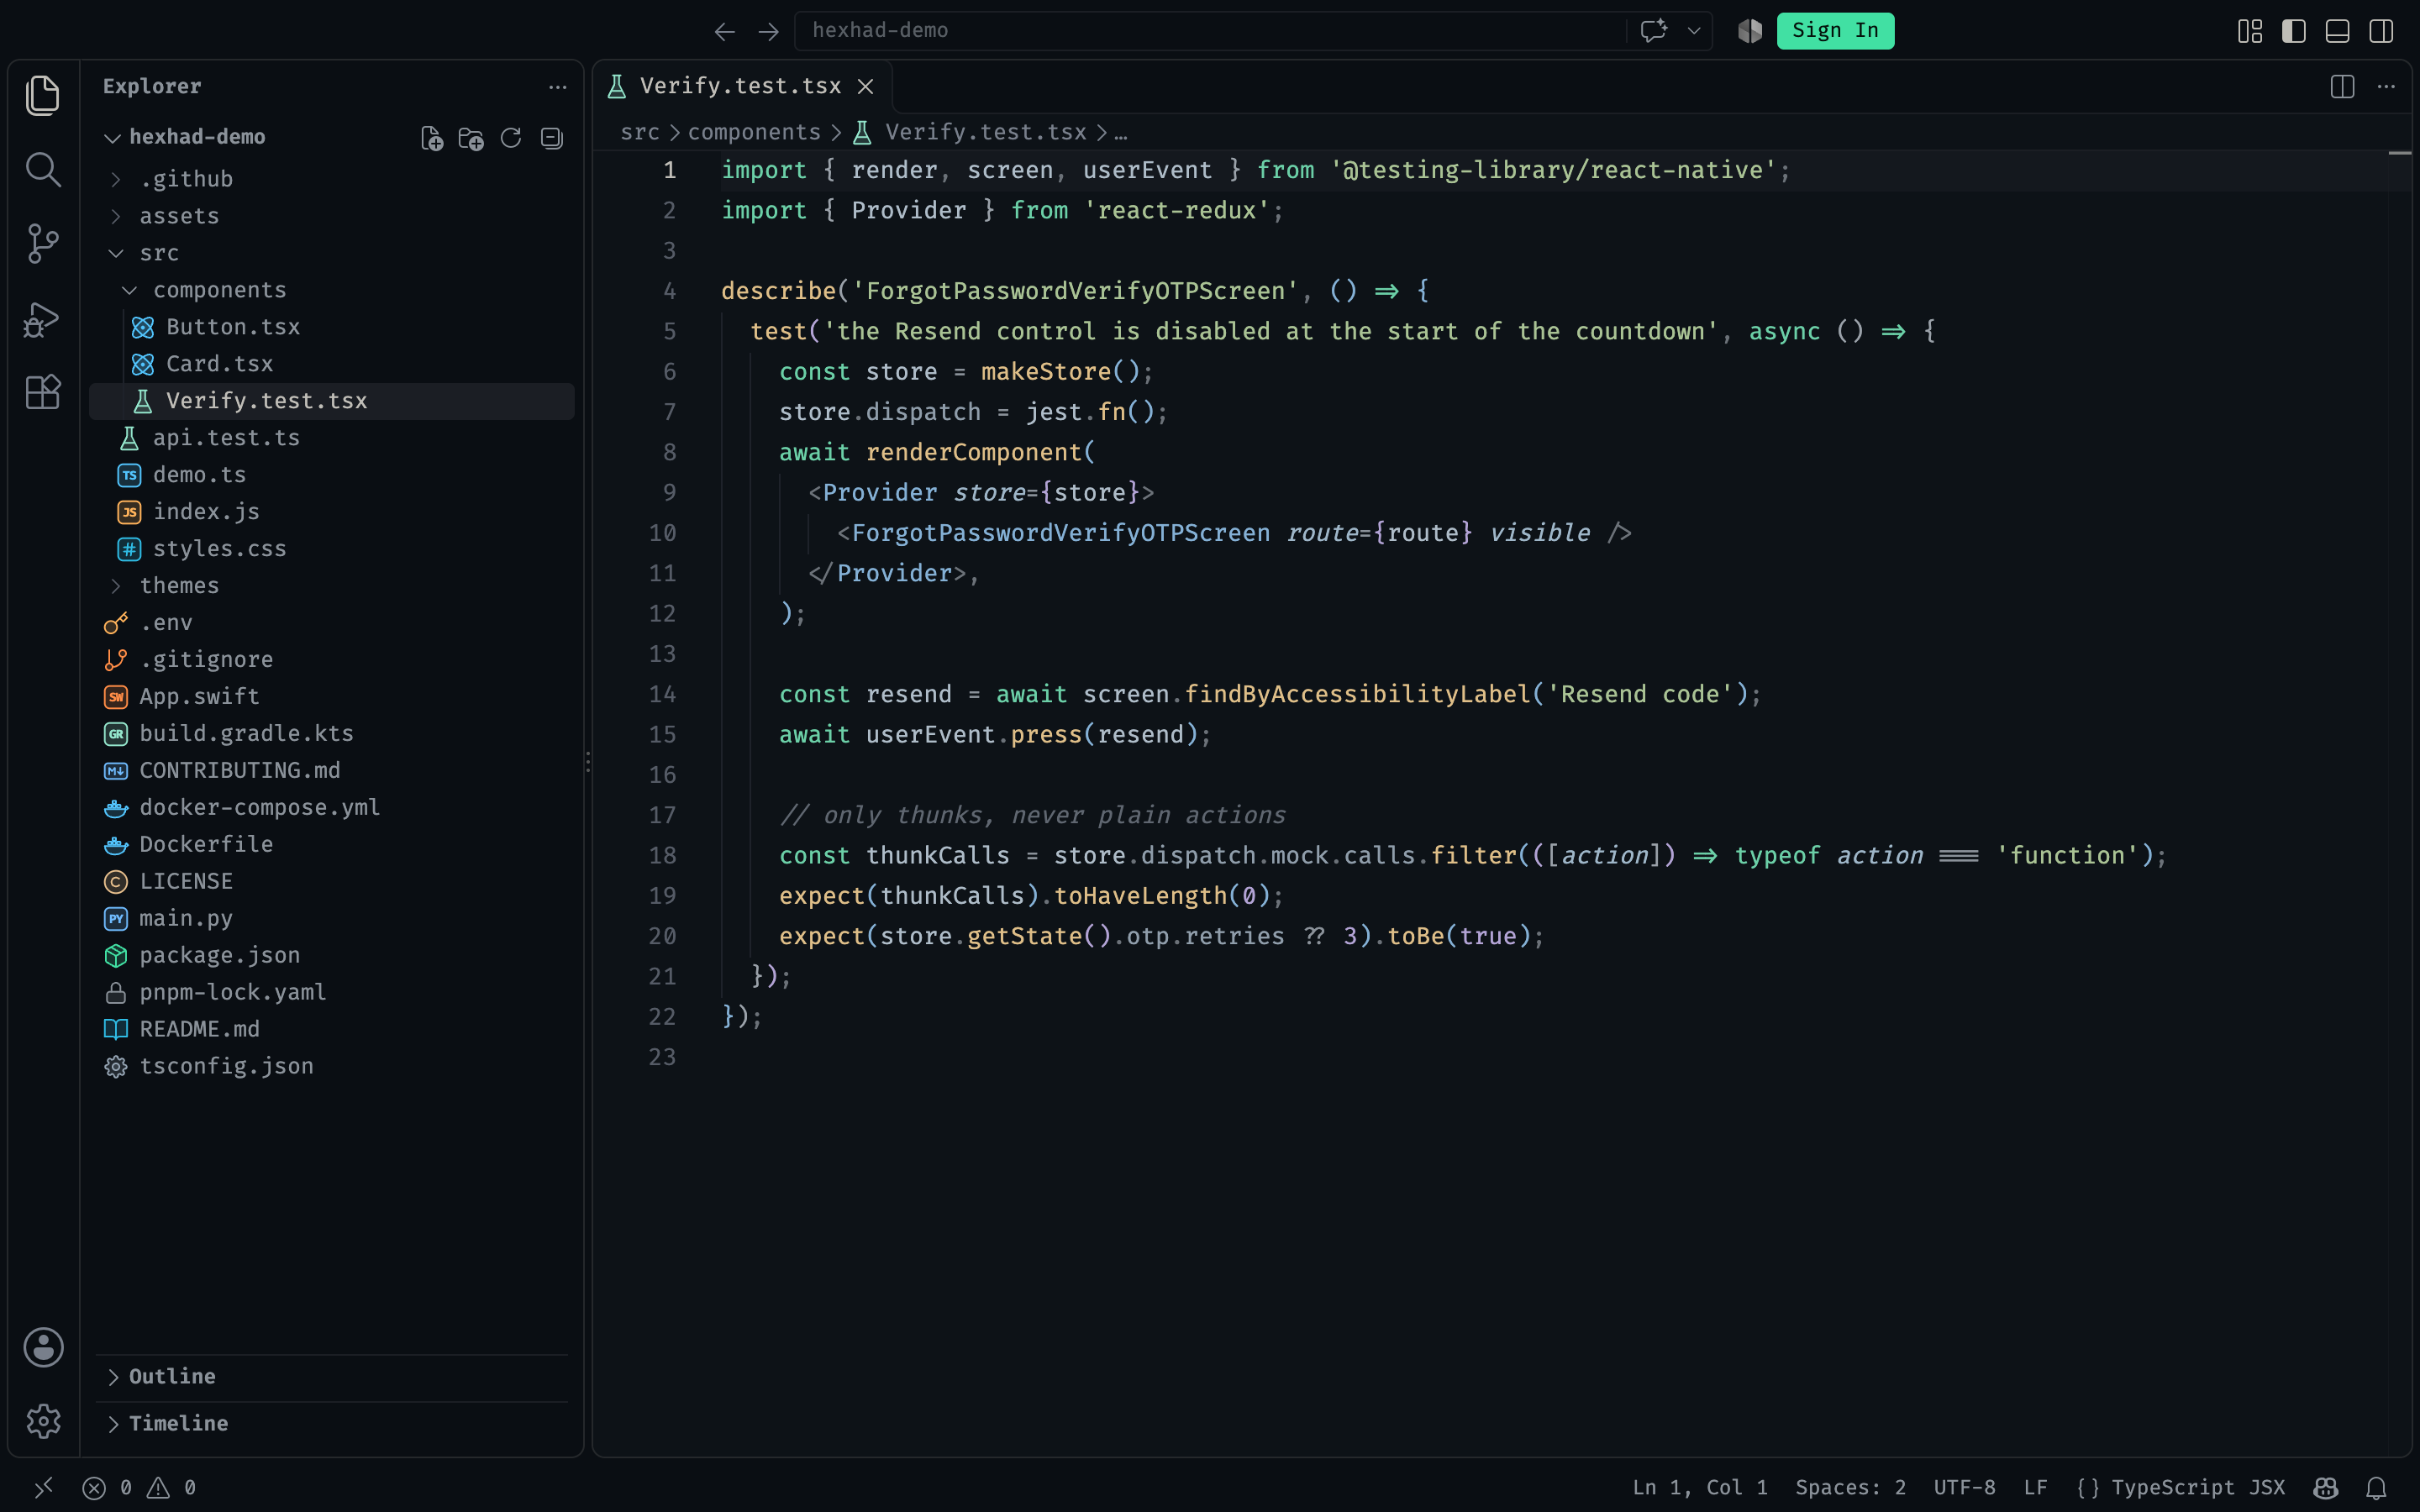 hexhad-demo
Sign In
Explorer
hexhad-demo
.github
assets
src
components
Button.tsx
Card.tsx
Verify.test.tsx
api.test.ts
TS demo.ts
JS index.js
# styles.css
themes
.env
.gitignore
SW App.swift
GR build.gradle.kts
M↓ CONTRIBUTING.md
docker-compose.yml
Dockerfile
C LICENSE
PY main.py
package.json
pnpm-lock.yaml
README.md
tsconfig.json
Outline
Timeline
Verify.test.tsx
src > components > Verify.test.tsx > …
1 import { render, screen, userEvent } from '@testing-library/react-native';
2 import { Provider } from 'react-redux';
3
4 describe('ForgotPasswordVerifyOTPScreen', () => {
5   test('the Resend control is disabled at the start of the countdown', async () => {
6     const store = makeStore();
7     store.dispatch = jest.fn();
8     await renderComponent(
9       <Provider store={store}>
10         <ForgotPasswordVerifyOTPScreen route={route} visible />
11       </Provider>,
12     );
13
14     const resend = await screen.findByAccessibilityLabel('Resend code');
15     await userEvent.press(resend);
16
17     // only thunks, never plain actions
18     const thunkCalls = store.dispatch.mock.calls.filter(([action]) => typeof action === 'function');
19     expect(thunkCalls).toHaveLength(0);
20     expect(store.getState().otp.retries ?? 3).toBe(true);
21   });
22 });
23
0 0
Ln 1, Col 1 Spaces: 2 UTF-8 LF {} TypeScript JSX